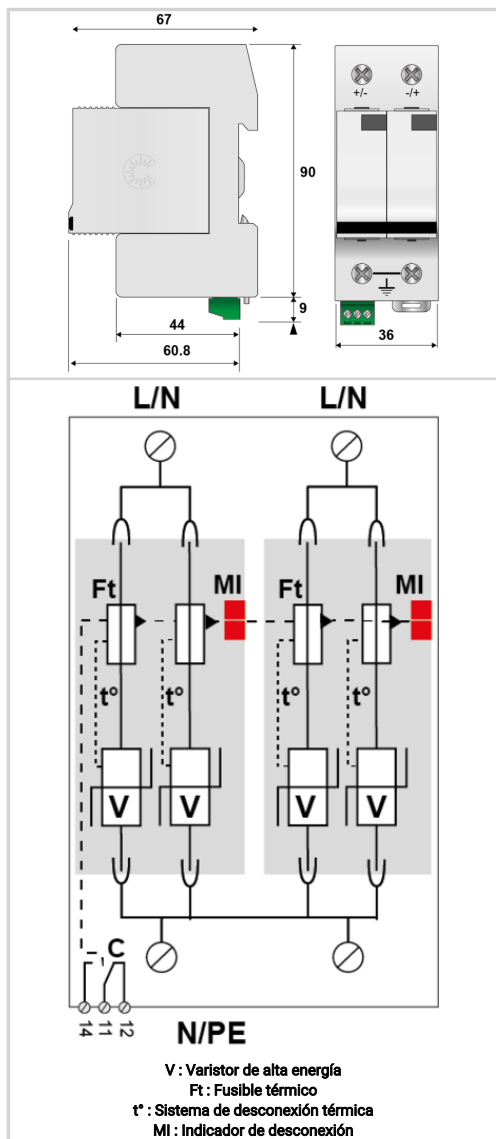 67
+/-
-/+
90
9
44
36
60.8
L/N
L/N
Ft
MI
Ft
MI
t°
t°
t°
t°
V
V
V
V
C
14
11
12
N/PE
V : Varistor de alta energía
Ft : Fusible térmico
t° : Sistema de desconexión térmica
MI : Indicador de desconexión